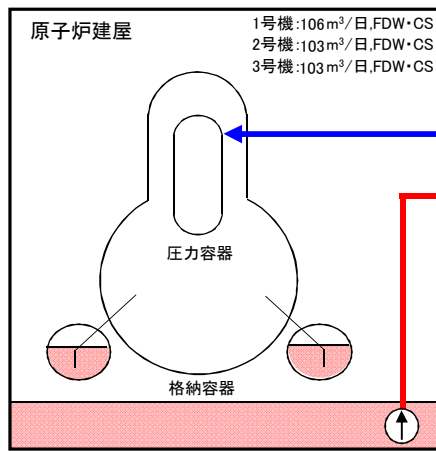 原子炉建屋
1号機:106m³/日,FDW・CS
2号機:103m³/日,FDW・CS
3号機:103m³/日,FDW・CS
圧力容器
格納容器